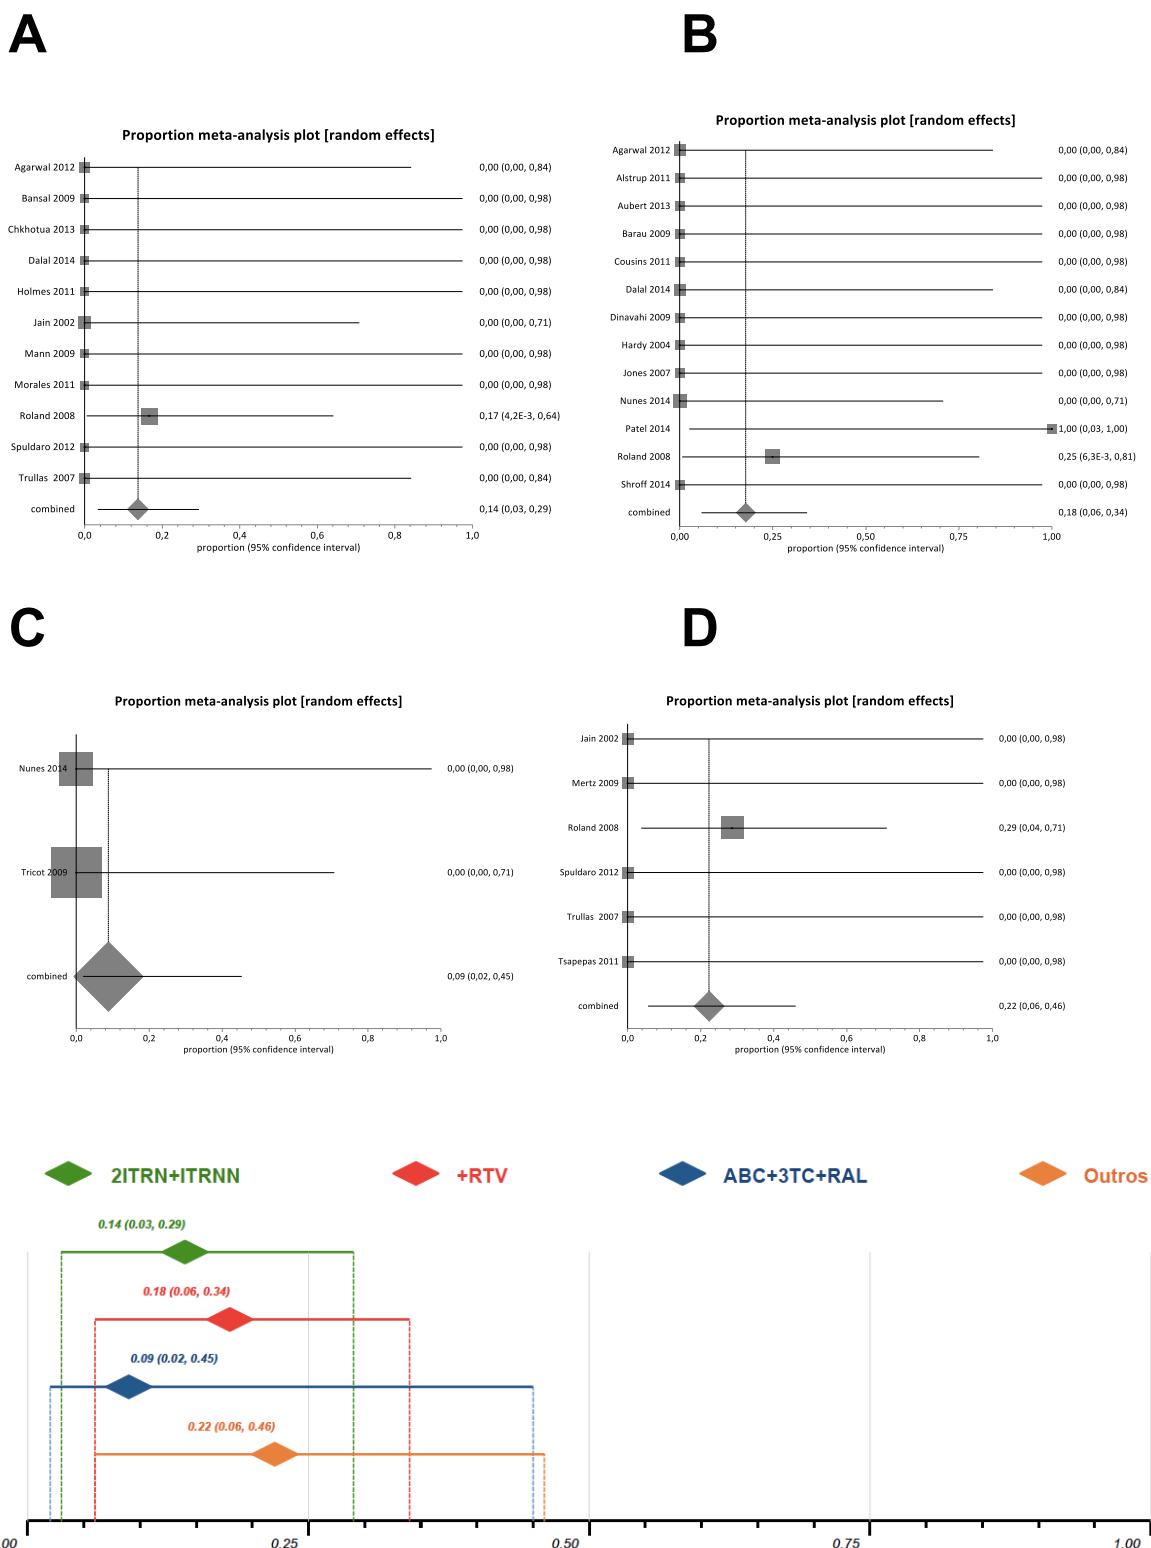 A
B
Proportion meta-analysis plot [random effects]
Agarwal 2012 0,00 (0,00, 0,84)
Bansal 2009 0,00 (0,00, 0,98)
Chkhotua 2013 0,00 (0,00, 0,98)
Dalal 2014 0,00 (0,00, 0,98)
Holmes 2011 0,00 (0,00, 0,98)
Jain 2002 0,00 (0,00, 0,71)
Mann 2009 0,00 (0,00, 0,98)
Morales 2011 0,00 (0,00, 0,98)
Roland 2008 0,17 (4,2E-3, 0,64)
Spuldaro 2012 0,00 (0,00, 0,98)
Trullas 2007 0,00 (0,00, 0,84)
combined 0,14 (0,03, 0,29)
0,0 0,2 0,4 0,6 0,8 1,0
proportion (95% confidence interval)
Proportion meta-analysis plot [random effects]
Agarwal 2012 0,00 (0,00, 0,84)
Alstrup 2011 0,00 (0,00, 0,98)
Aubert 2013 0,00 (0,00, 0,98)
Barau 2009 0,00 (0,00, 0,98)
Cousins 2011 0,00 (0,00, 0,98)
Dalal 2014 0,00 (0,00, 0,84)
Dinavahi 2009 0,00 (0,00, 0,98)
Hardy 2004 0,00 (0,00, 0,98)
Jones 2007 0,00 (0,00, 0,98)
Nunes 2014 0,00 (0,00, 0,71)
Patel 2014 1,00 (0,03, 1,00)
Roland 2008 0,25 (6,3E-3, 0,81)
Shroff 2014 0,00 (0,00, 0,98)
combined 0,18 (0,06, 0,34)
0,00 0,25 0,50 0,75 1,00
proportion (95% confidence interval)
C
D
Proportion meta-analysis plot [random effects]
Nunes 2014 0,00 (0,00, 0,98)
Tricot 2009 0,00 (0,00, 0,71)
combined 0,09 (0,02, 0,45)
0,0 0,2 0,4 0,6 0,8 1,0
proportion (95% confidence interval)
Proportion meta-analysis plot [random effects]
Jain 2002 0,00 (0,00, 0,98)
Mertz 2009 0,00 (0,00, 0,98)
Roland 2008 0,29 (0,04, 0,71)
Spuldaro 2012 0,00 (0,00, 0,98)
Trullas 2007 0,00 (0,00, 0,98)
Tsapepas 2011 0,00 (0,00, 0,98)
combined 0,22 (0,06, 0,46)
0,0 0,2 0,4 0,6 0,8 1,0
proportion (95% confidence interval)
2ITRN+ITRNN +RTV ABC+3TC+RAL Outros
0.14 (0.03, 0.29)
0.18 (0.06, 0.34)
0.09 (0.02, 0.45)
0.22 (0.06, 0.46)
.00 0.25 0.50 0.75 1.00